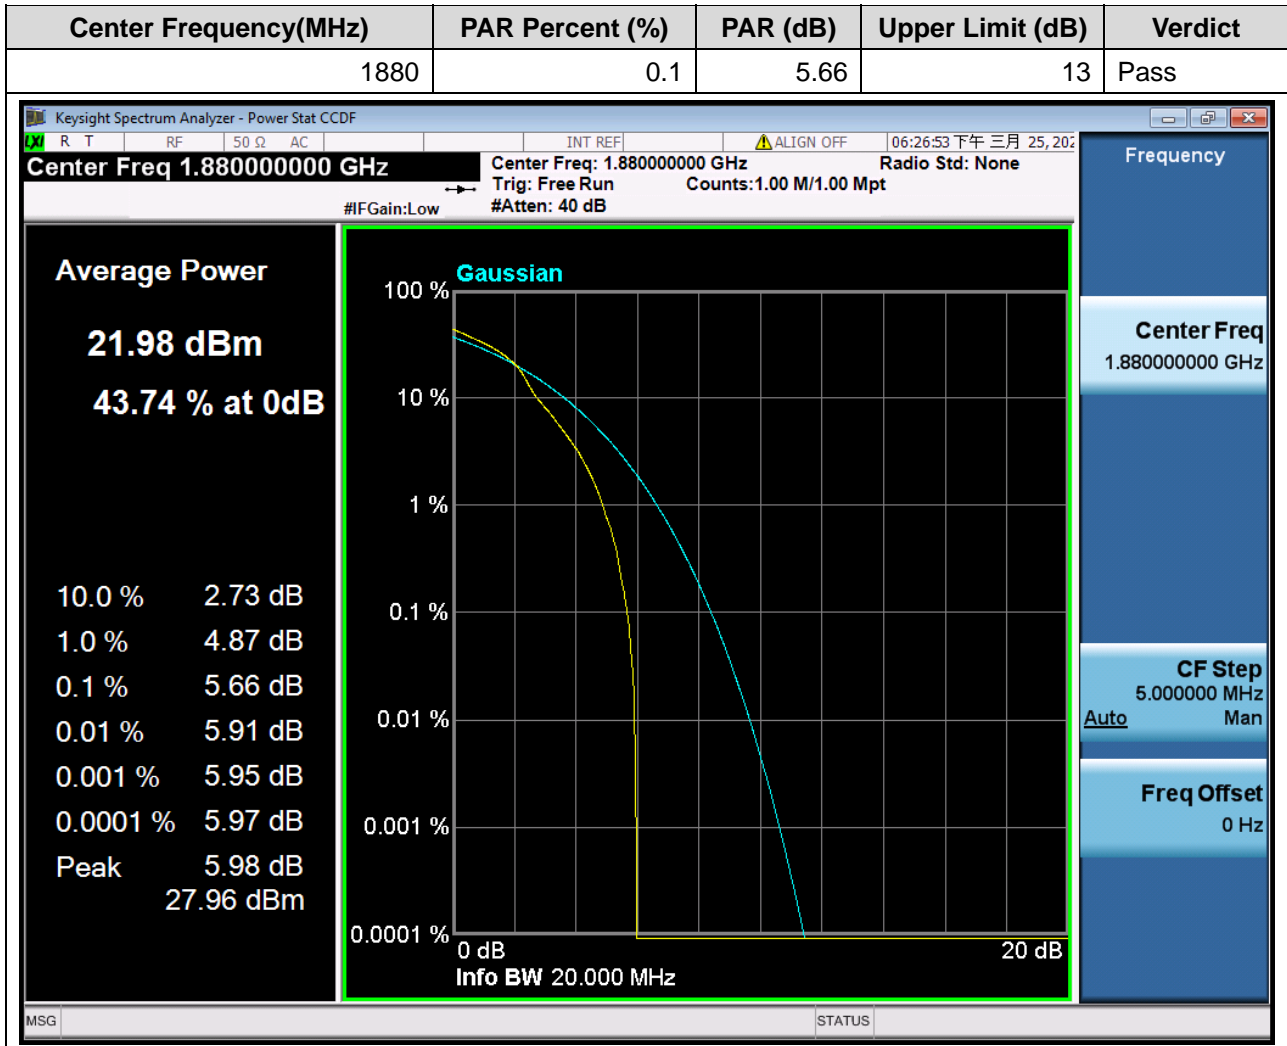 Center Frequency(MHz) PAR Percent (%) PAR (dB) Upper Limit (dB) Verdict
1880 0.1 5.66 13 Pass
Keysight Spectrum Analyzer - Power Stat CCDF
LXI R T RF 50 Ω AC INT REF ALIGN OFF 06:26:53 下午 三月 25, 202
Center Freq 1.880000000 GHz
Center Freq: 1.880000000 GHz Radio Std: None
Trig: Free Run Counts:1.00 M/1.00 Mpt
#IFGain:Low #Atten: 40 dB
Frequency
Average Power
21.98 dBm
43.74 % at 0dB
10.0 % 2.73 dB
1.0 % 4.87 dB
0.1 % 5.66 dB
0.01 % 5.91 dB
0.001 % 5.95 dB
0.0001 % 5.97 dB
Peak 5.98 dB
27.96 dBm
Gaussian
100 %
10 %
1 %
0.1 %
0.01 %
0.001 %
0.0001 %
0 dB 20 dB
Info BW 20.000 MHz
Center Freq
1.880000000 GHz
CF Step
5.000000 MHz
Auto Man
Freq Offset
0 Hz
MSG STATUS